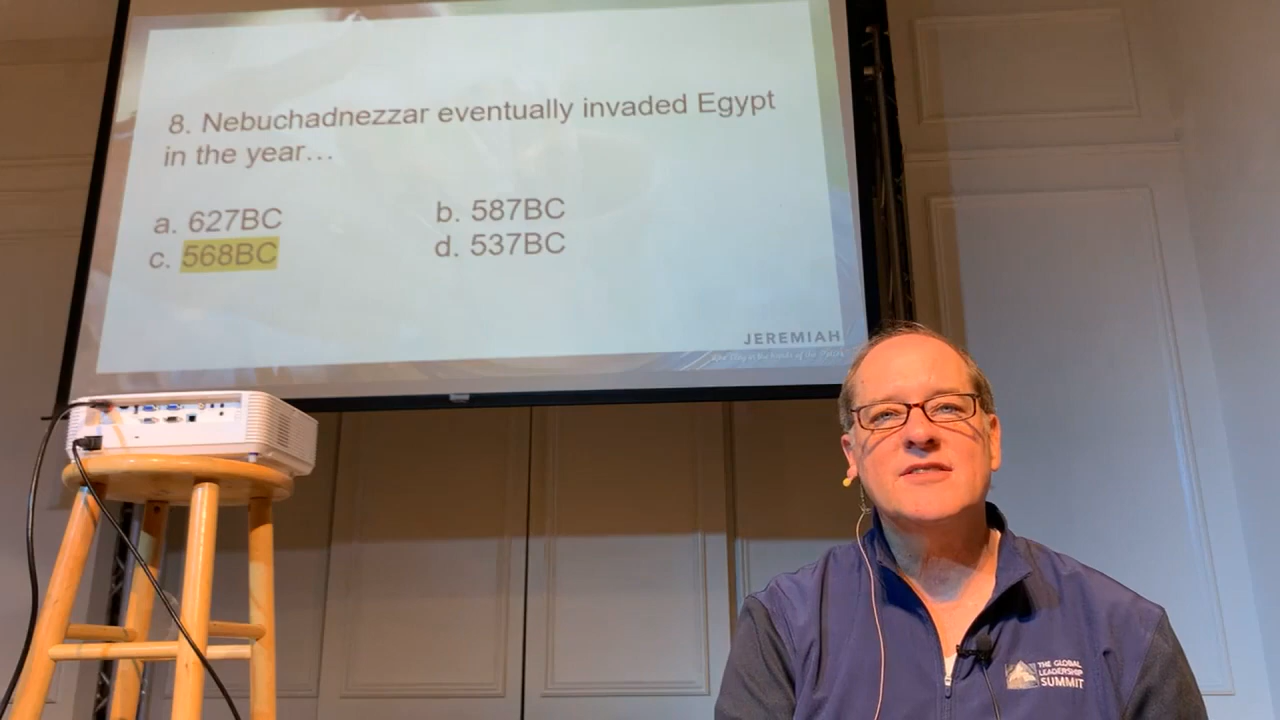 8. Nebuchadnezzar eventually invaded Egypt
in the year…
a. 627BC b. 587BC
c. 568BC d. 537BC
JEREMIAH
THE GLOBAL
LEADERSHIP
SUMMIT